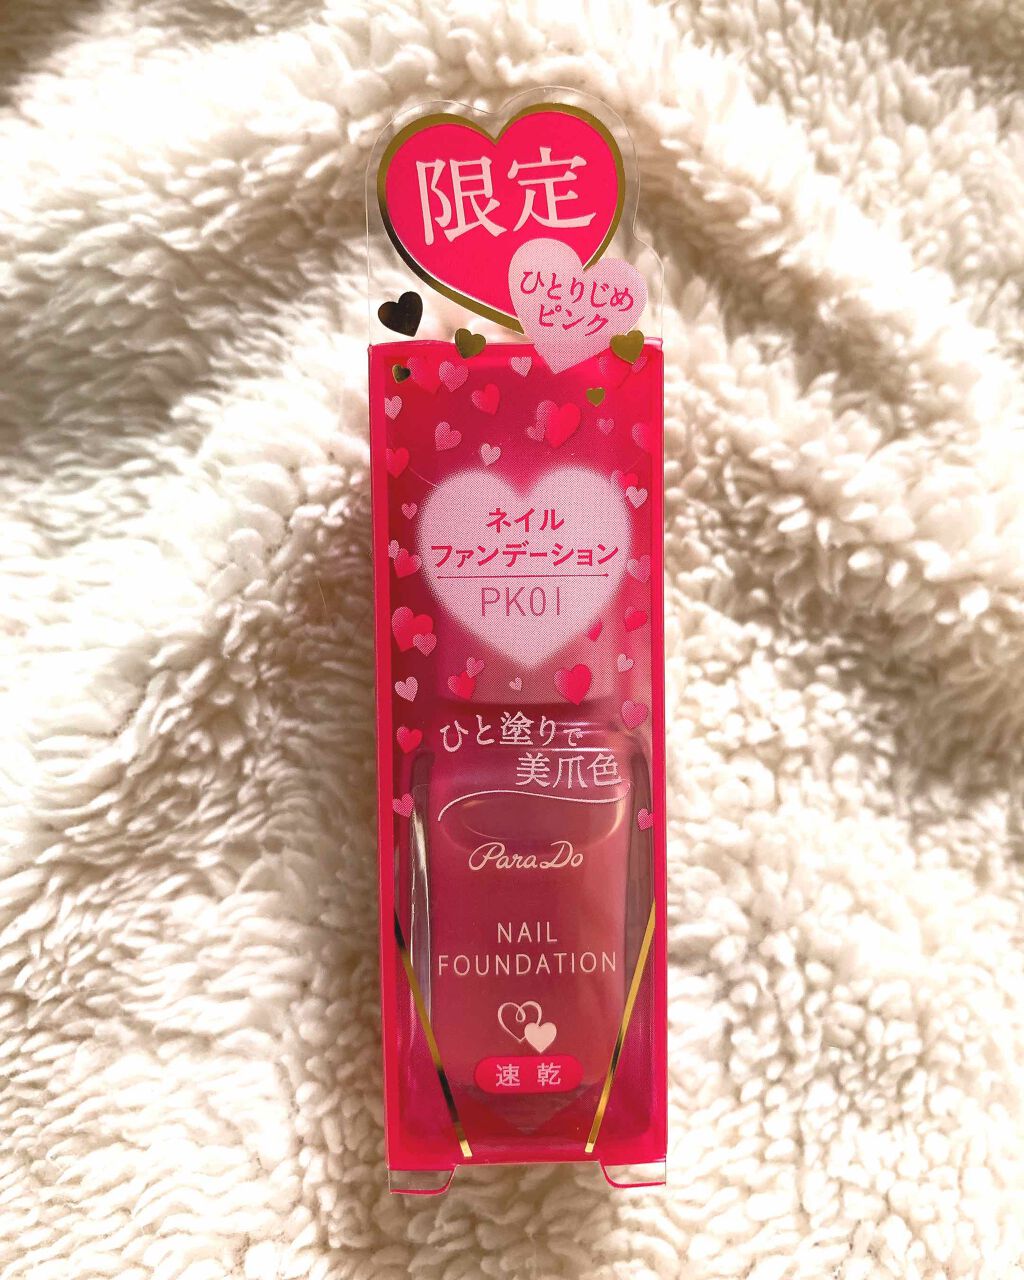 限定
ひとりじめ
ピンク
ネイル
ファンデーション
PK01
ひと塗りで
美爪色
ParaDo
NAIL
FOUNDATION
速乾